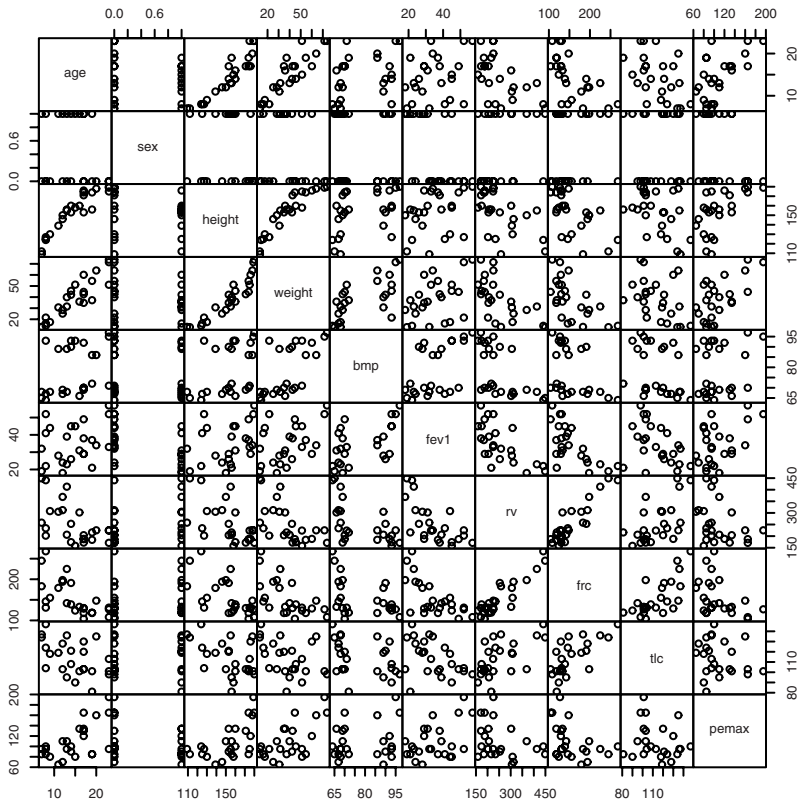 0.0 0.6 20 50 20 40 100 200 60 120 200
age 10 20
0.0 0.6 sex
height 110 150
20 50 weight
bmp 65 80 95
20 40 fev1
rv 150 300 450
100 200 frc
tlc 80 110
60 120 200 pemax
10 20 110 150 65 80 95 150 300 450 80 110